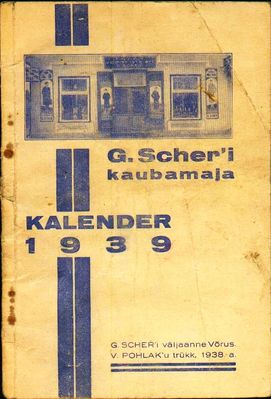 G. Scher'i
kaubamaja
KALENDER
1939
G. SCHER'i väljaanne Võrus.
V. POHLAK'u trükk, 1938-a.